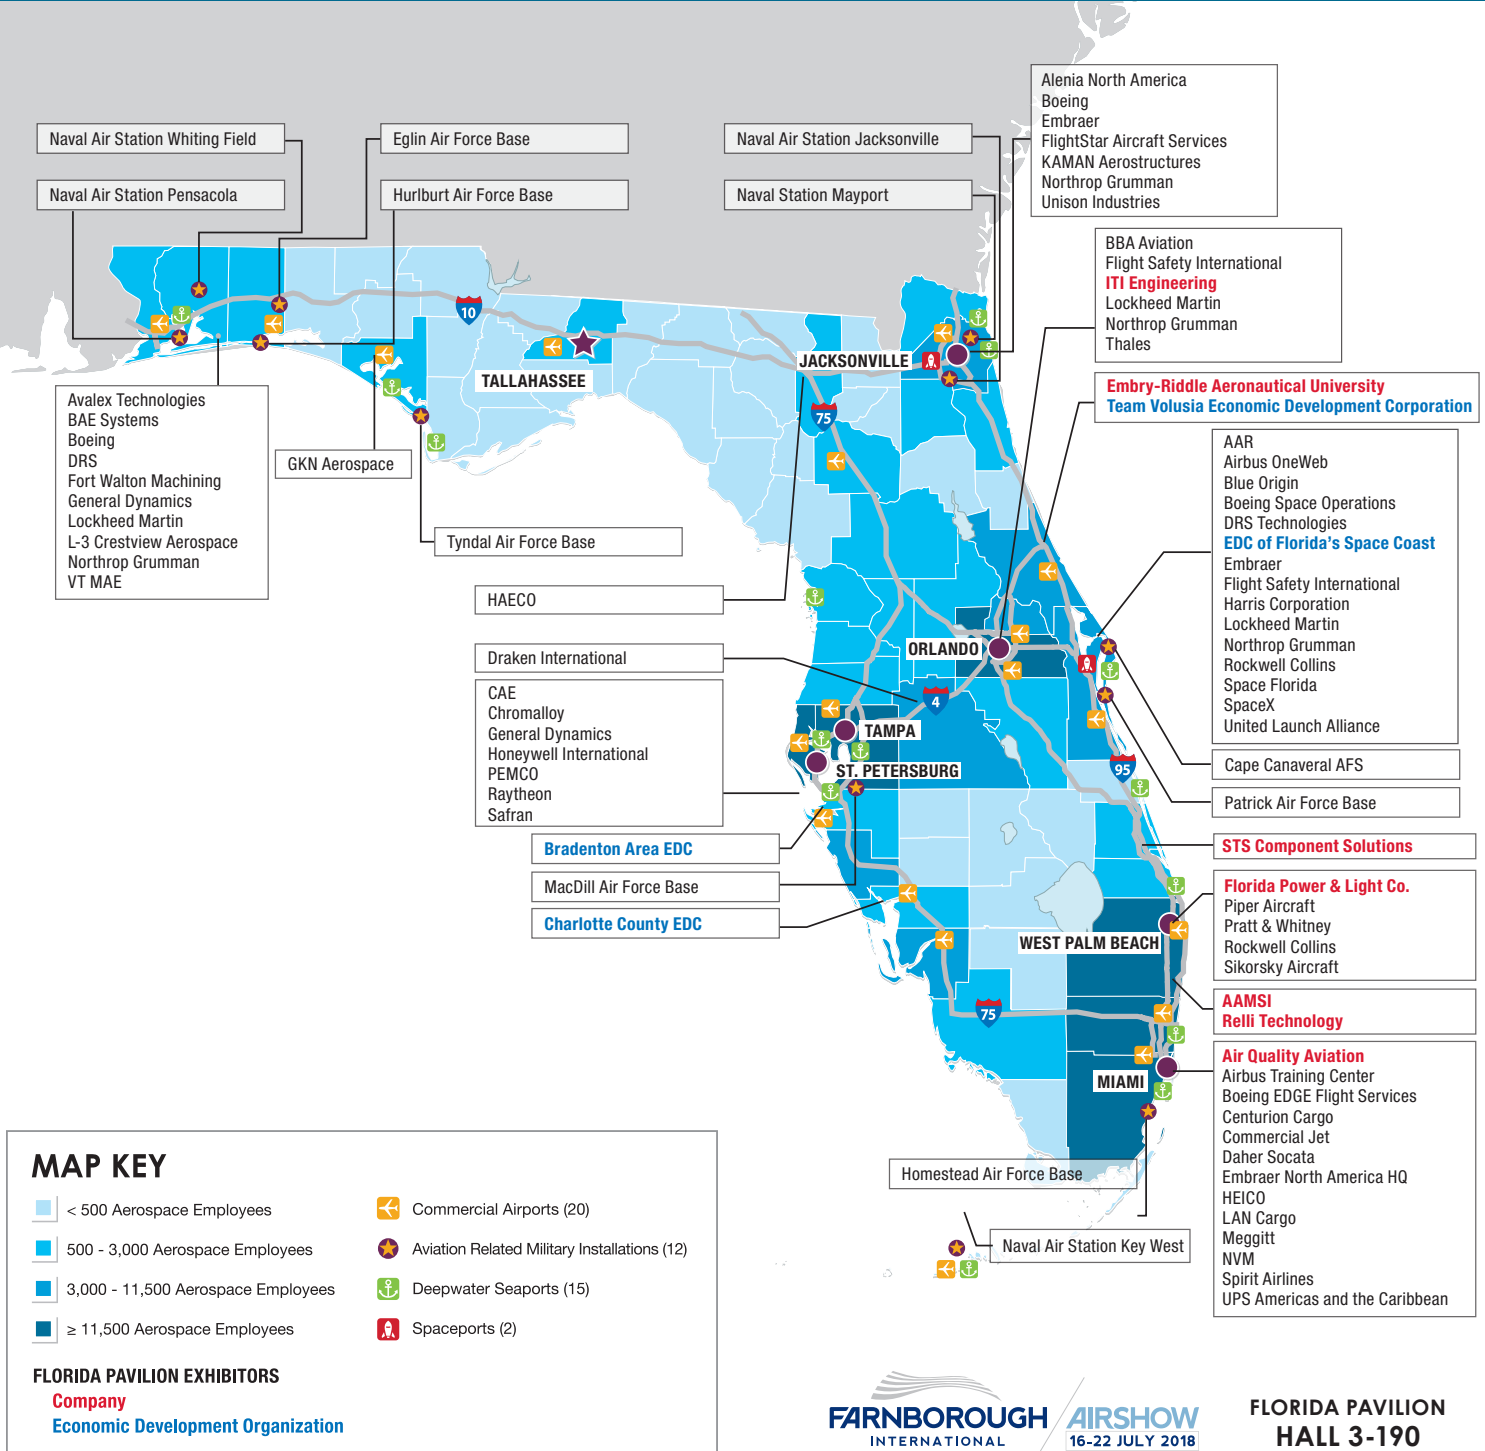 Naval Air Station Whiting Field
Eglin Air Force Base
Naval Air Station Jacksonville
Naval Air Station Pensacola
Hurlburt Air Force Base
Naval Station Mayport
Alenia North America
Boeing
Embraer
FlightStar Aircraft Services
KAMAN Aerostructures
Northrop Grumman
Unison Industries
BBA Aviation
Flight Safety International
ITI Engineering
Lockheed Martin
Northrop Grumman
Thales
Embry-Riddle Aeronautical University
Team Volusia Economic Development Corporation
10
JACKSONVILLE
TALLAHASSEE
75
Avalex Technologies
BAE Systems
Boeing
DRS
Fort Walton Machining
General Dynamics
Lockheed Martin
L-3 Crestview Aerospace
Northrop Grumman
VT MAE
GKN Aerospace
Tyndal Air Force Base
HAECO
AAR
Airbus OneWeb
Blue Origin
Boeing Space Operations
DRS Technologies
EDC of Florida's Space Coast
Embraer
Flight Safety International
Harris Corporation
Lockheed Martin
Northrop Grumman
Rockwell Collins
Space Florida
SpaceX
United Launch Alliance
ORLANDO
Draken International
4
CAE
Chromalloy
General Dynamics
Honeywell International
PEMCO
Raytheon
Safran
TAMPA
ST. PETERSBURG
95
Cape Canaveral AFS
Patrick Air Force Base
Bradenton Area EDC
MacDill Air Force Base
Charlotte County EDC
STS Component Solutions
Florida Power & Light Co.
Piper Aircraft
Pratt & Whitney
Rockwell Collins
Sikorsky Aircraft
WEST PALM BEACH
AAMSI
Relli Technology
75
MIAMI
Air Quality Aviation
Airbus Training Center
Boeing EDGE Flight Services
Centurion Cargo
Commercial Jet
Daher Socata
Embraer North America HQ
HEICO
LAN Cargo
Meggitt
NVM
Spirit Airlines
UPS Americas and the Caribbean
Homestead Air Force Base
Naval Air Station Key West
MAP KEY
< 500 Aerospace Employees
500 - 3,000 Aerospace Employees
3,000 - 11,500 Aerospace Employees
≥ 11,500 Aerospace Employees
Commercial Airports (20)
Aviation Related Military Installations (12)
Deepwater Seaports (15)
Spaceports (2)
FLORIDA PAVILION EXHIBITORS
Company
Economic Development Organization
FARNBOROUGH
INTERNATIONAL
AIRSHOW
16-22 JULY 2018
FLORIDA PAVILION
HALL 3-190